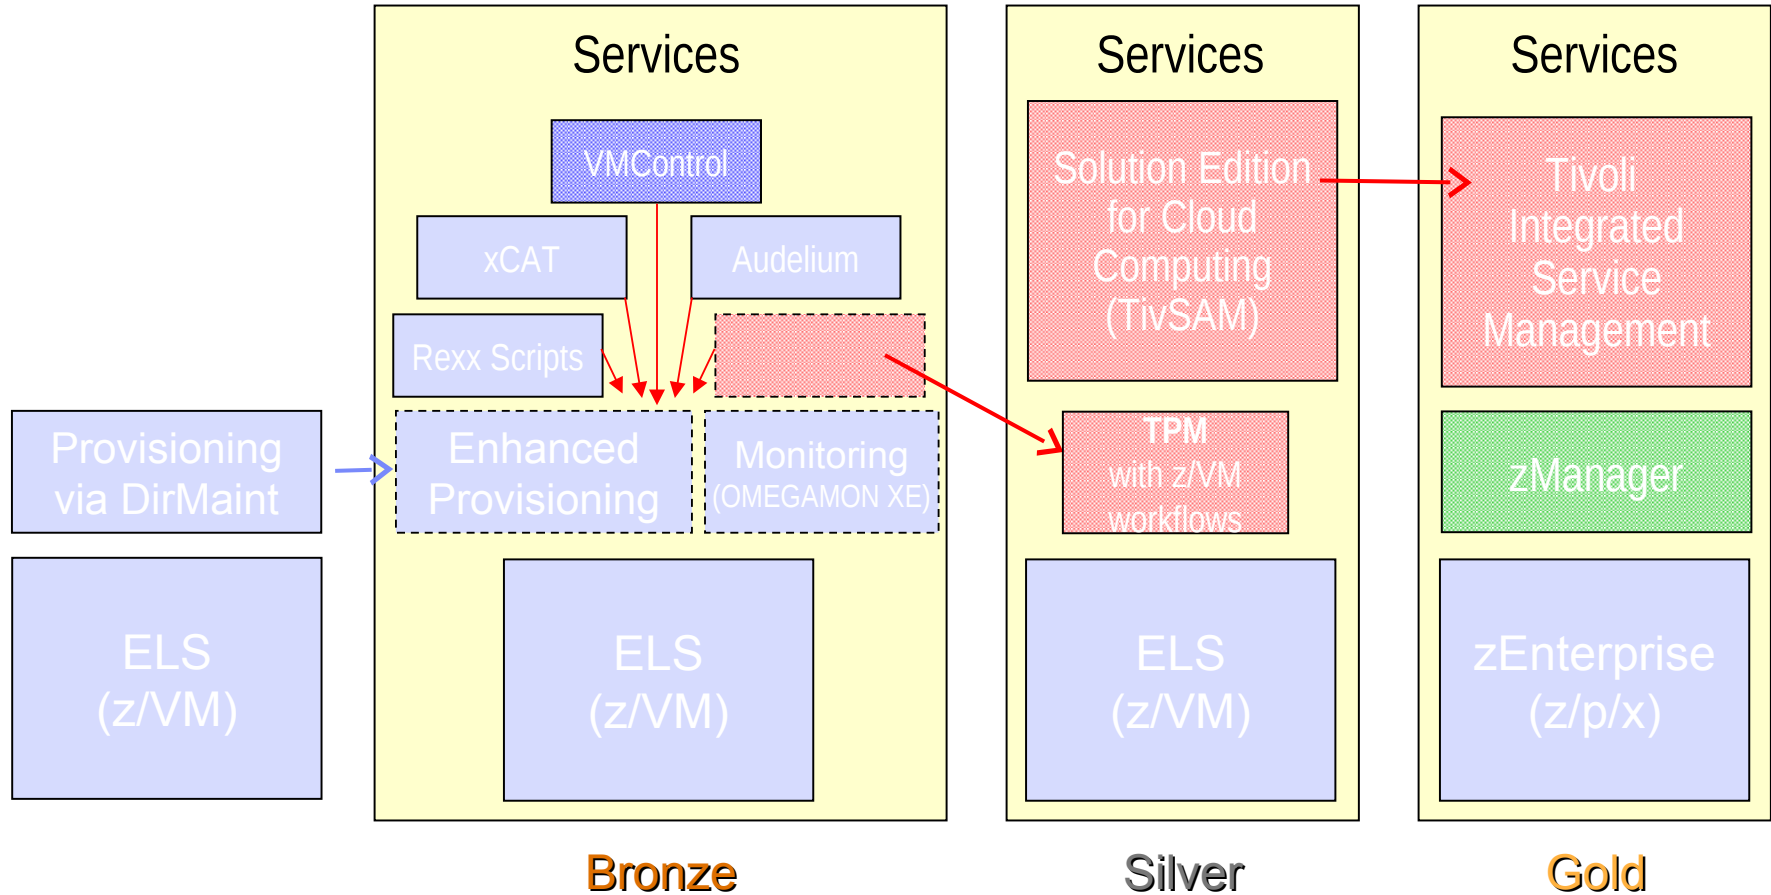 Provisioning
via DirMaint
ELS
(z/VM)
Services
VMControl
xCAT
Audelium
Rexx Scripts
Enhanced
Provisioning
Monitoring
(OMEGAMON XE)
ELS
(z/VM)
Bronze
Services
Solution Edition
for Cloud
Computing
(TivSAM)
TPM
with z/VM
workflows
ELS
(z/VM)
Silver
Services
Tivoli
Integrated
Service
Management
zManager
zEnterprise
(z/p/x)
Gold